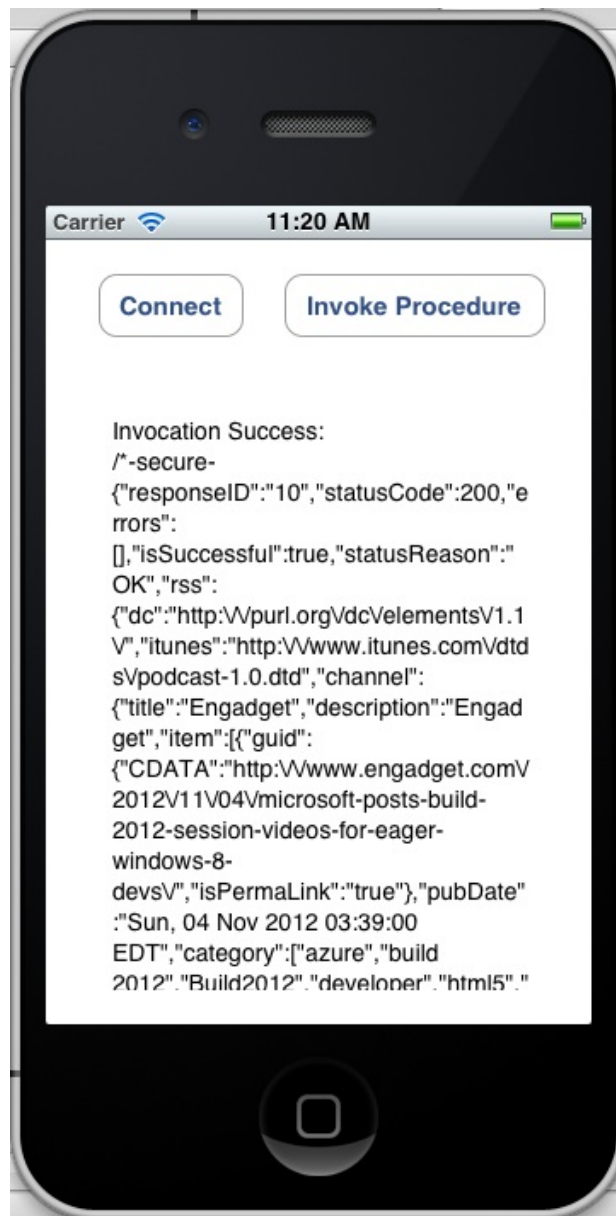 Carrier 11:20 AM
Connect Invoke Procedure
Invocation Success:
/*-secure-
{"responseID":"10","statusCode":200,"e
rrors":
[],"isSuccessful":true,"statusReason":"
OK","rss":
{"dc":"http:\/\/purl.org\/dc\/elements\/1.1
\/","itunes":"http:\/\/www.itunes.com\/dtd
s\/podcast-1.0.dtd","channel":
{"title":"Engadget","description":"Engad
get","item":[{"guid":
{"CDATA":"http:\/\/www.engadget.com\/
2012\/11\/04\/microsoft-posts-build-
2012-session-videos-for-eager-
windows-8-
devs\/","isPermaLink":"true"},"pubDate"
:"Sun, 04 Nov 2012 03:39:00
EDT","category":["azure","build
2012","Build2012","developer","html5","